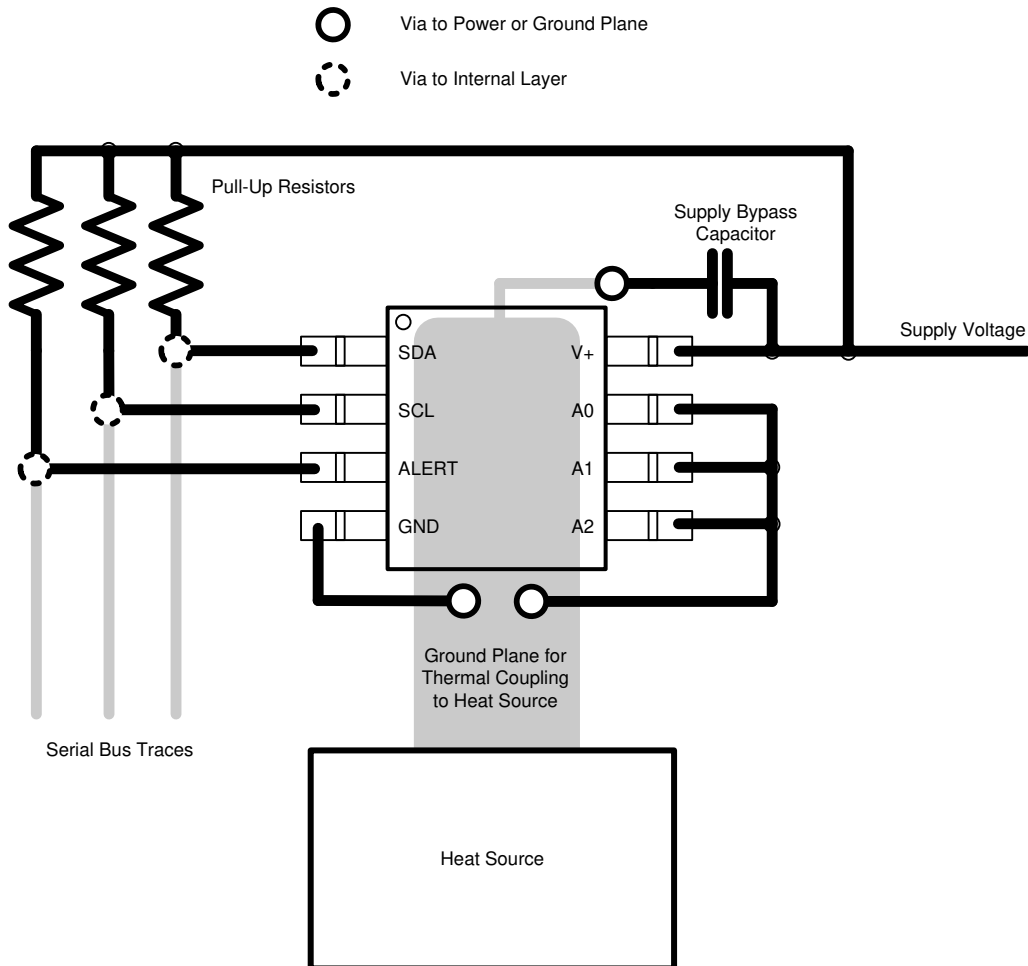 Via to Power or Ground Plane
Via to Internal Layer
Pull-Up Resistors
Supply Bypass
Capacitor
Supply Voltage
SDA
V+
SCL
A0
ALERT
A1
GND
A2
Ground Plane for
Thermal Coupling
to Heat Source
Serial Bus Traces
Heat Source